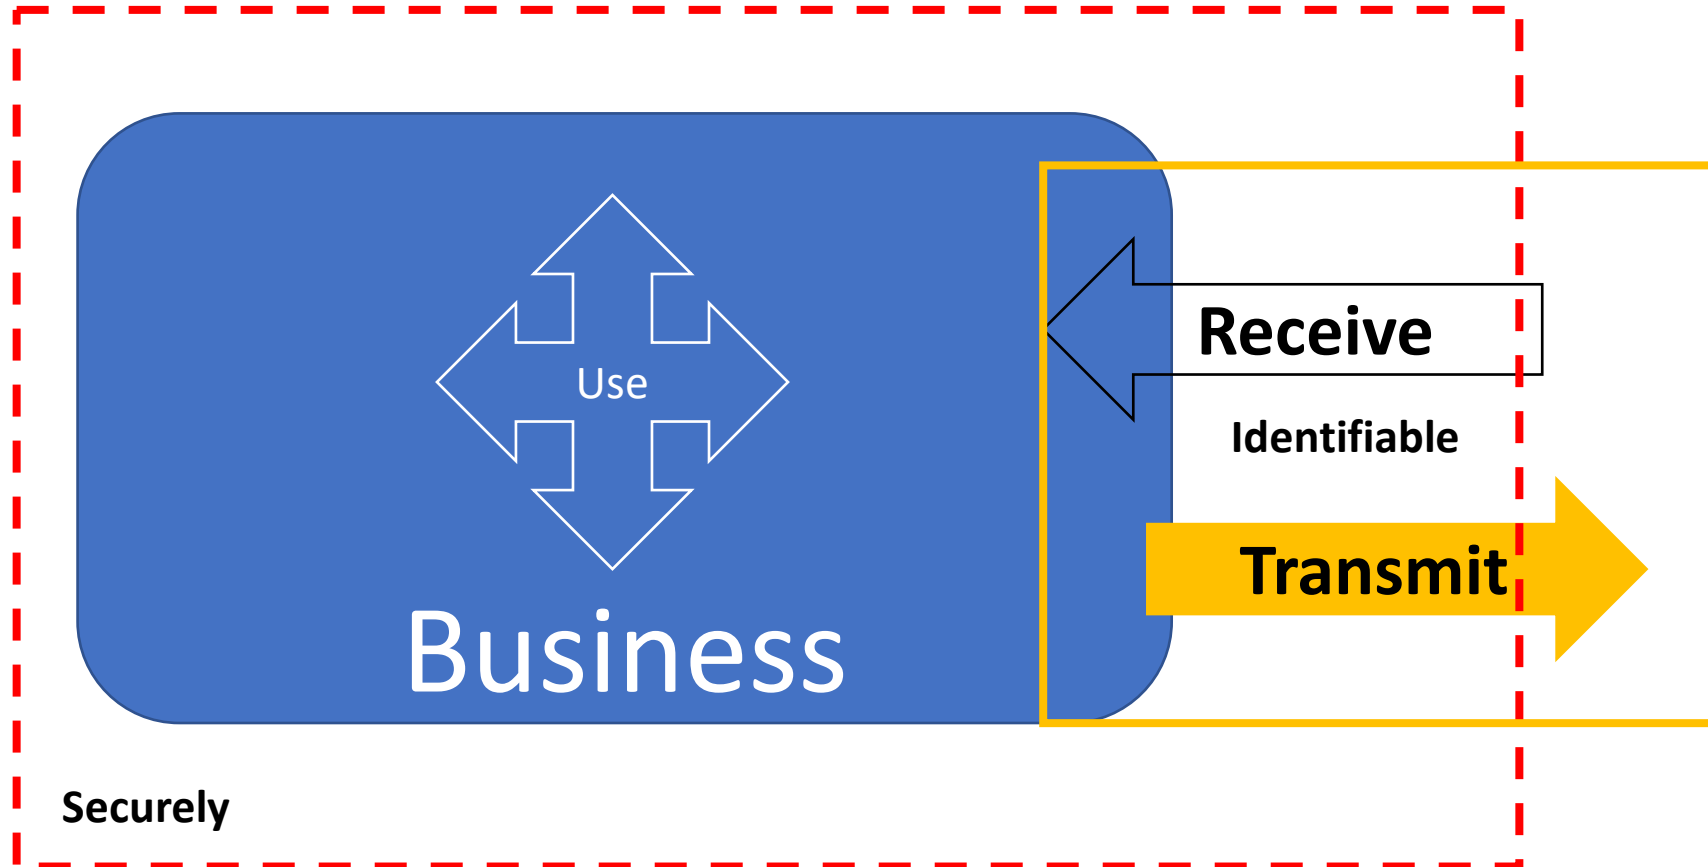 Use
Business
Receive
Identifiable
Transmit
Securely